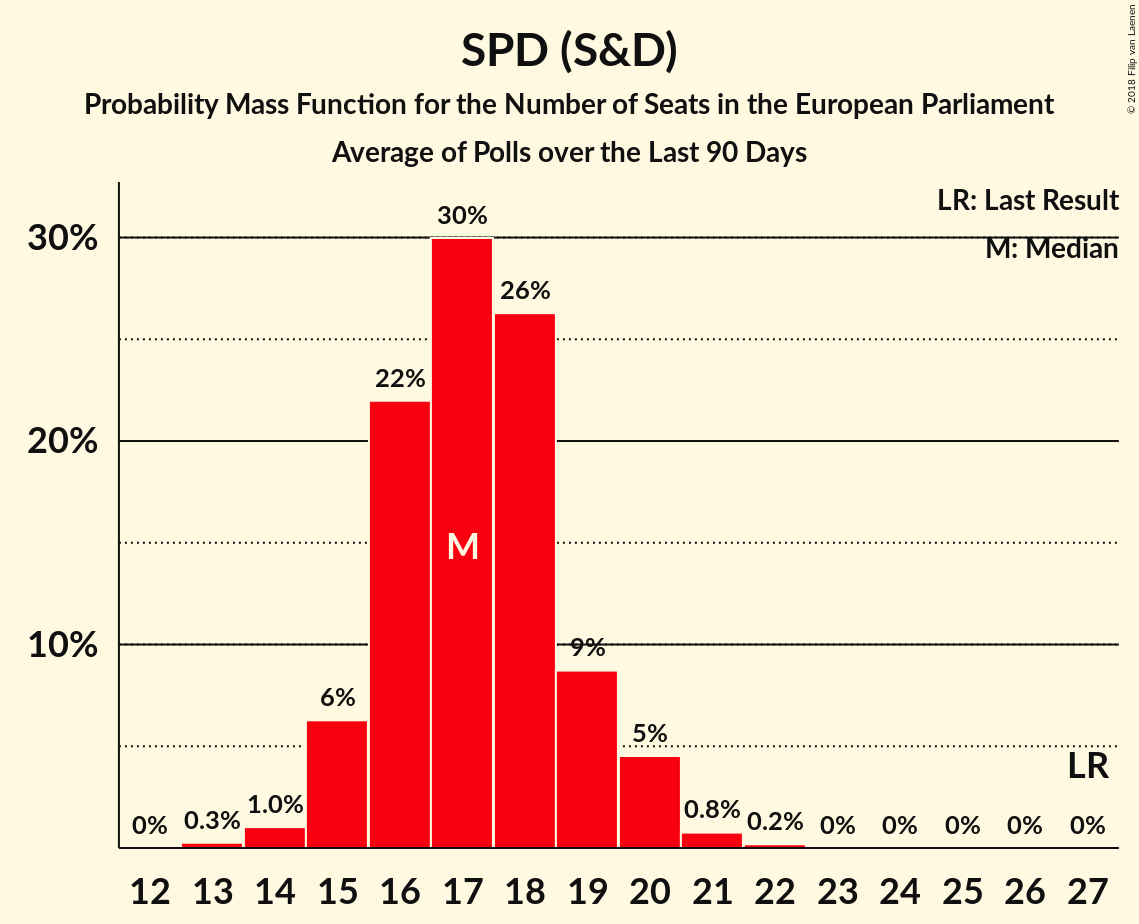 SPD (S&D)
Probability Mass Function for the Number of Seats in the European Parliament
Average of Polls over the Last 90 Days
© 2018 Filip van Laenen
LR: Last Result
M: Median
30%
20%
10%
0%
0.3%
1.0%
6%
22%
30%
26%
9%
5%
0.8%
0.2%
0%
0%
0%
0%
0%
M
LR
12 13 14 15 16 17 18 19 20 21 22 23 24 25 26 27